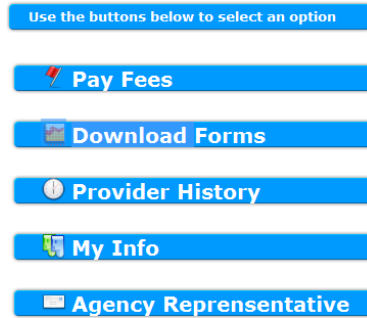 Use the buttons below to select an option
Pay Fees
Download Forms
Provider History
My Info
Agency Reprensentative